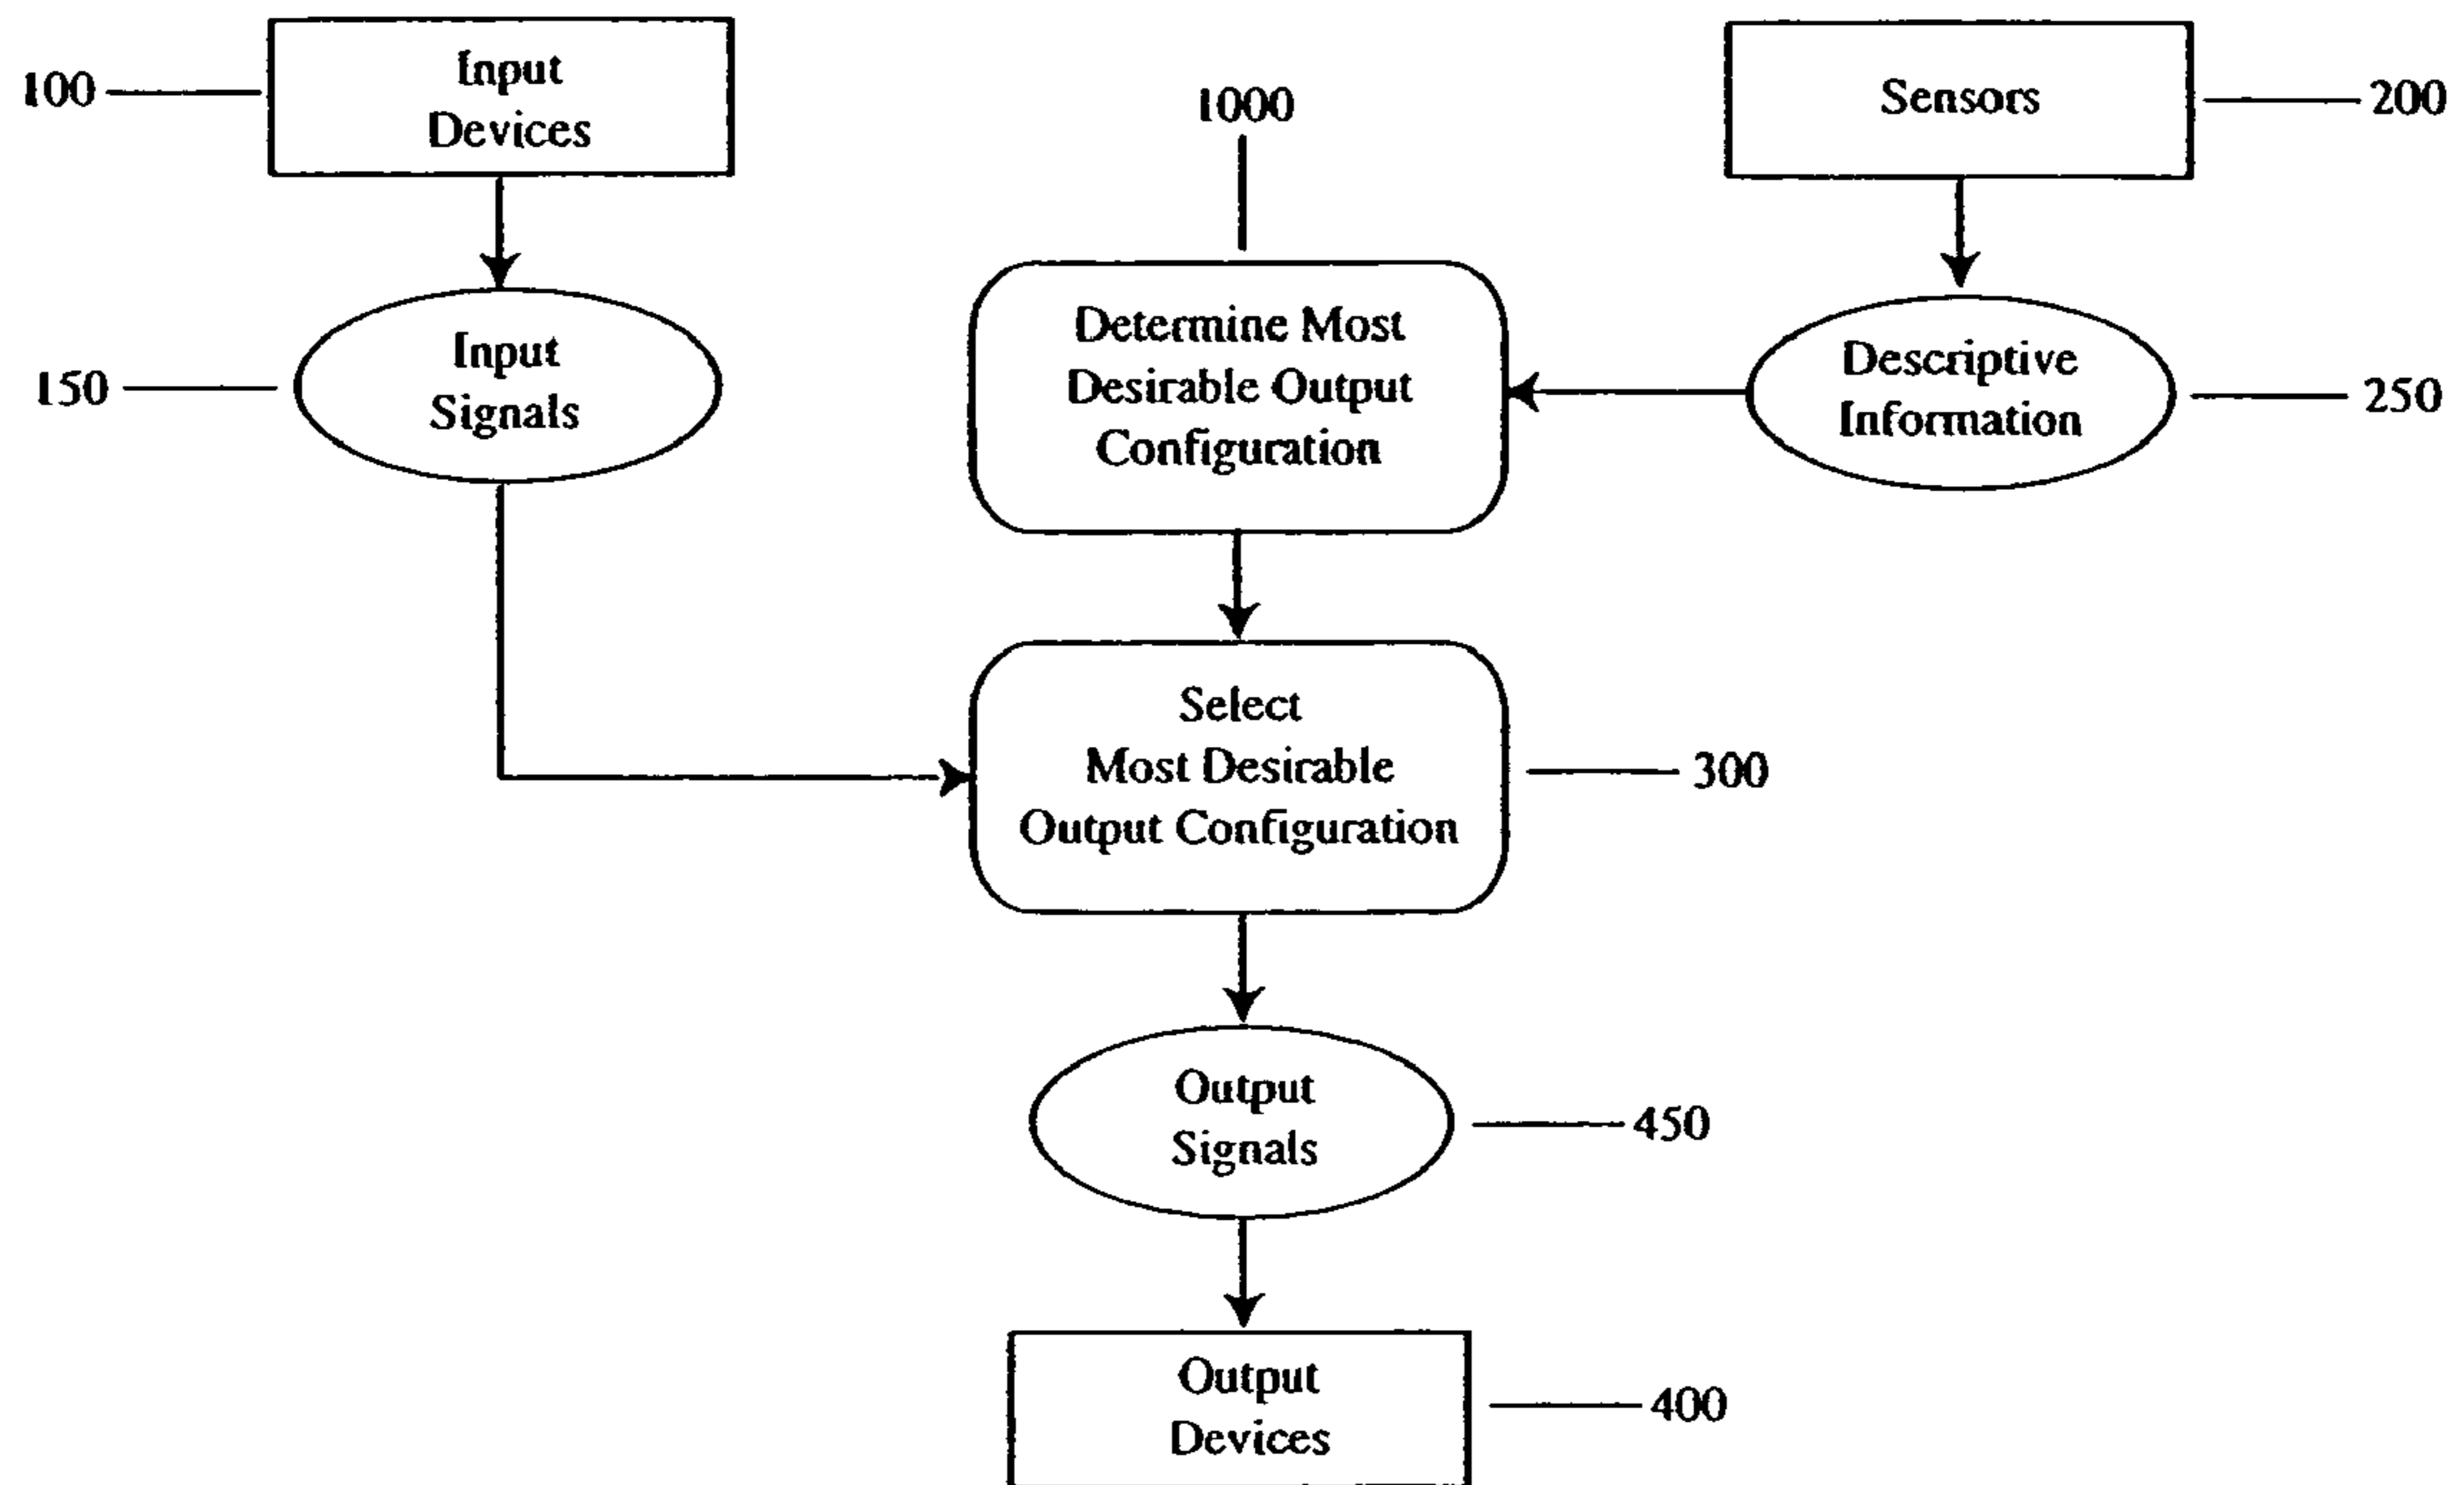 100
Input
Devices
1000
Sensors
200
150
Input
Signals
Determine Most
Desirable Output
Configuration
Descriptive
Information
250
Select
Most Desirable
Output Configuration
300
Output
Signals
450
Output
Devices
400